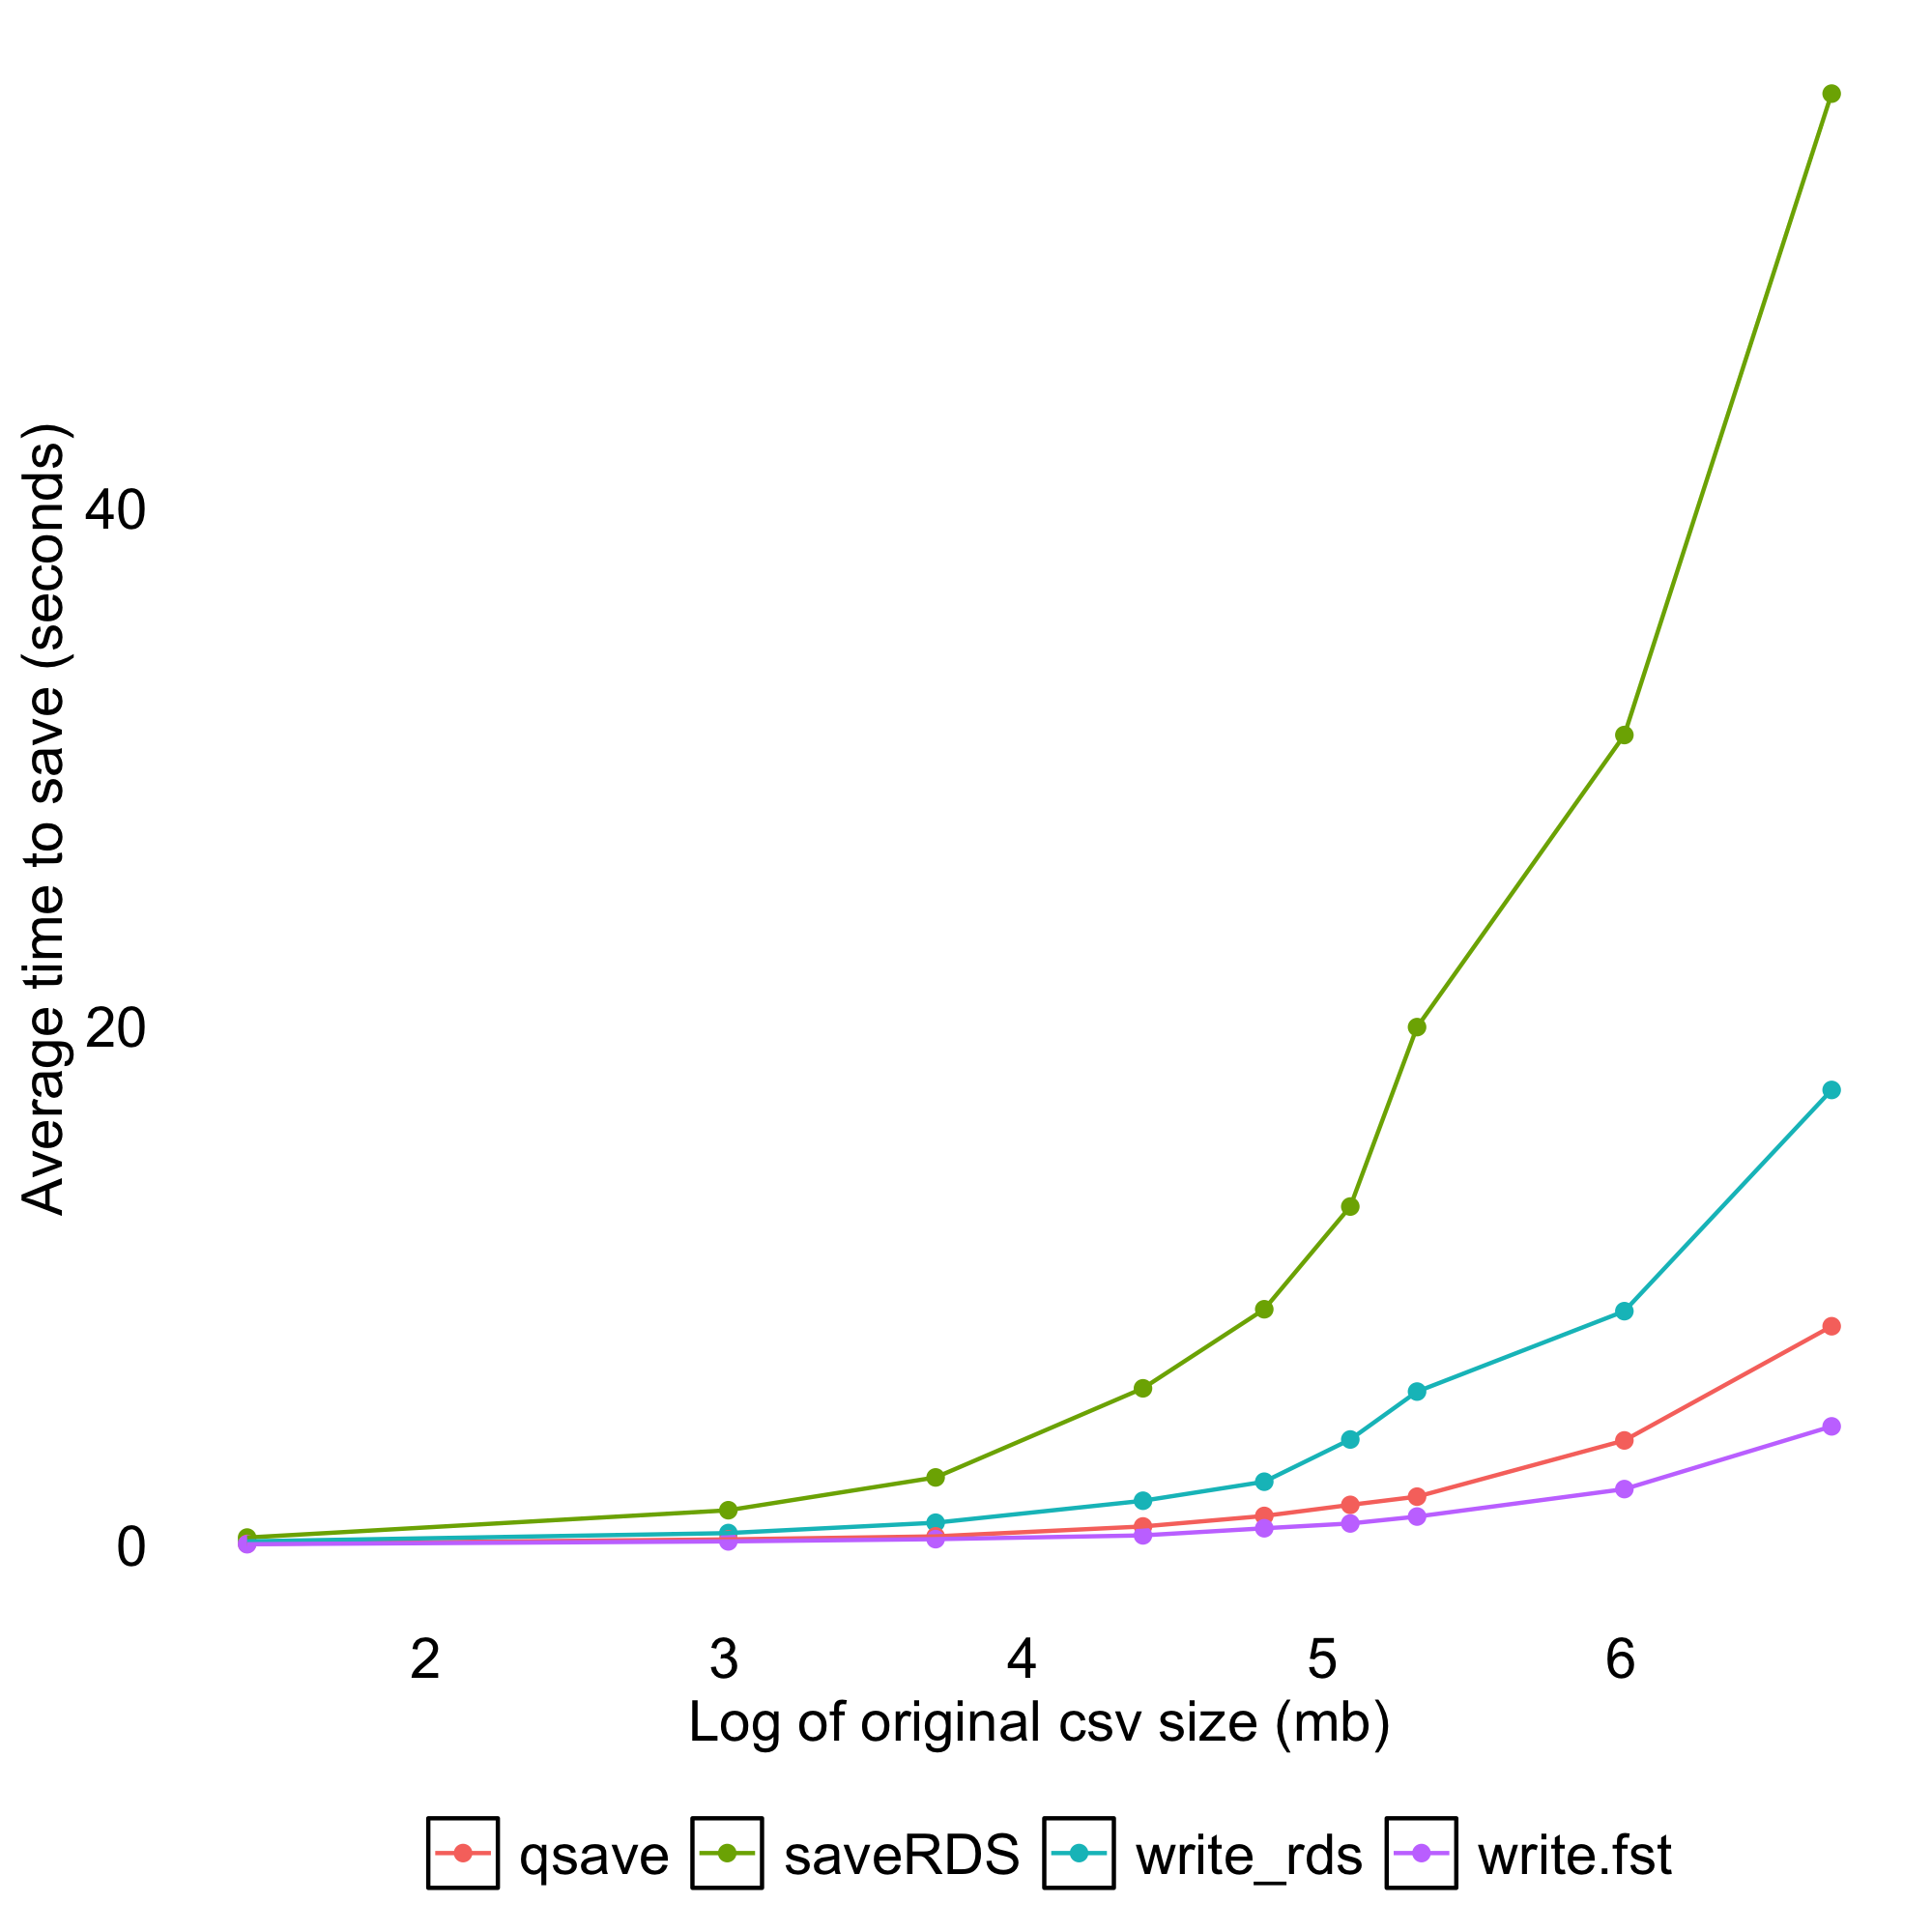 Average time to save (seconds)
40
20
0
2 3 4 5 6
Log of original csv size (mb)
qsave saveRDS write_rds write.fst